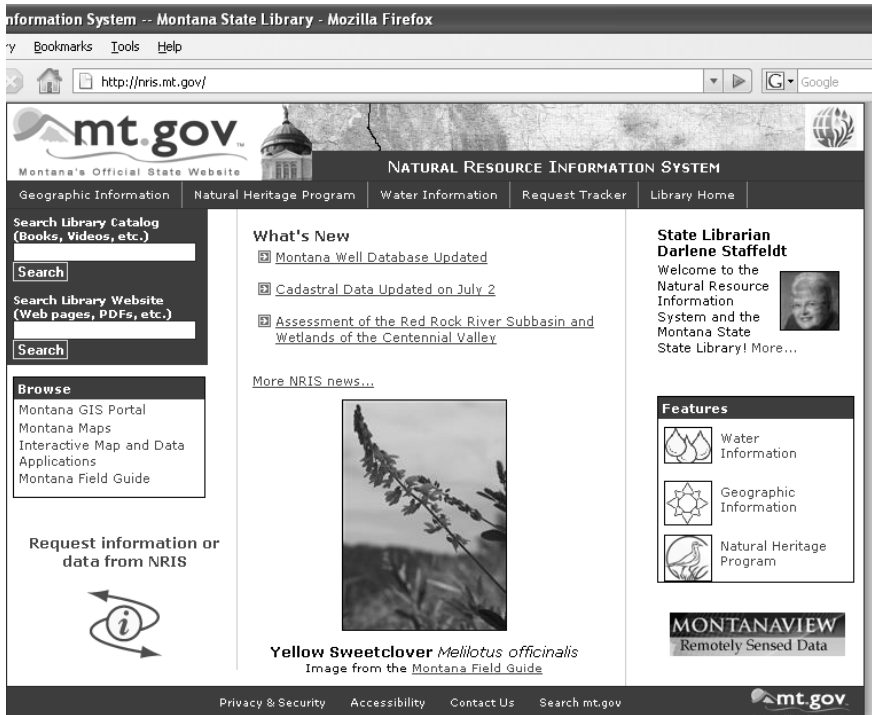 nformation System -- Montana State Library - Mozilla Firefox
ry Bookmarks Tools Help
http://nris.mt.gov/
G Google
mt.gov™
Montana's Official State Website
NATURAL RESOURCE INFORMATION SYSTEM
Geographic Information Natural Heritage Program Water Information Request Tracker Library Home
Search Library Catalog
(Books, Videos, etc.)
Search
Search Library Website
(Web pages, PDFs, etc.)
Search
Browse
Montana GIS Portal
Montana Maps
Interactive Map and Data
Applications
Montana Field Guide
Request information or
data from NRIS
i
What's New
Montana Well Database Updated
Cadastral Data Updated on July 2
Assessment of the Red Rock River Subbasin and
Wetlands of the Centennial Valley
More NRIS news...
Yellow Sweetclover Melilotus officinalis
Image from the Montana Field Guide
State Librarian
Darlene Staffeldt
Welcome to the
Natural Resource
Information
System and the
Montana State
State Library! More...
Features
Water
Information
Geographic
Information
Natural Heritage
Program
MONTANAVIEW
Remotely Sensed Data
Privacy & Security Accessibility Contact Us Search mt.gov
mt.gov